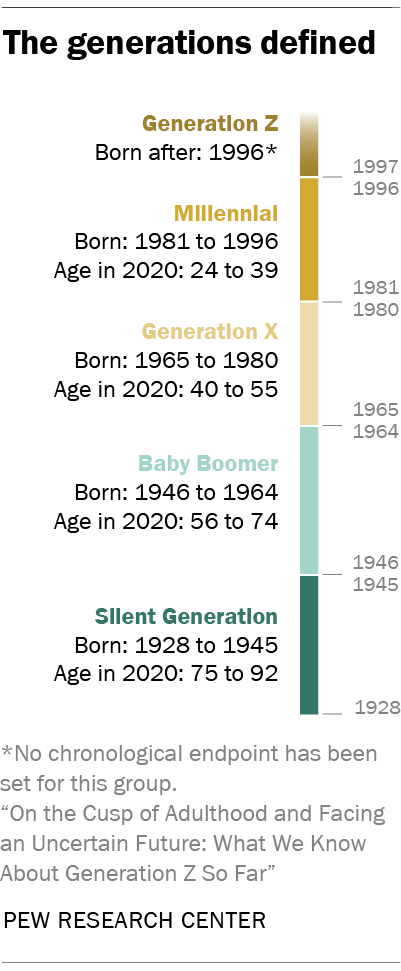 The generations defined
Generation Z
Born after: 1996*
1997
1996
Millennial
Born: 1981 to 1996
Age in 2020: 24 to 39
1981
1980
Generation X
Born: 1965 to 1980
Age in 2020: 40 to 55
1965
1964
Baby Boomer
Born: 1946 to 1964
Age in 2020: 56 to 74
1946
1945
Silent Generation
Born: 1928 to 1945
Age in 2020: 75 to 92
1928
*No chronological endpoint has been
set for this group.
“On the Cusp of Adulthood and Facing
an Uncertain Future: What We Know
About Generation Z So Far”
PEW RESEARCH CENTER